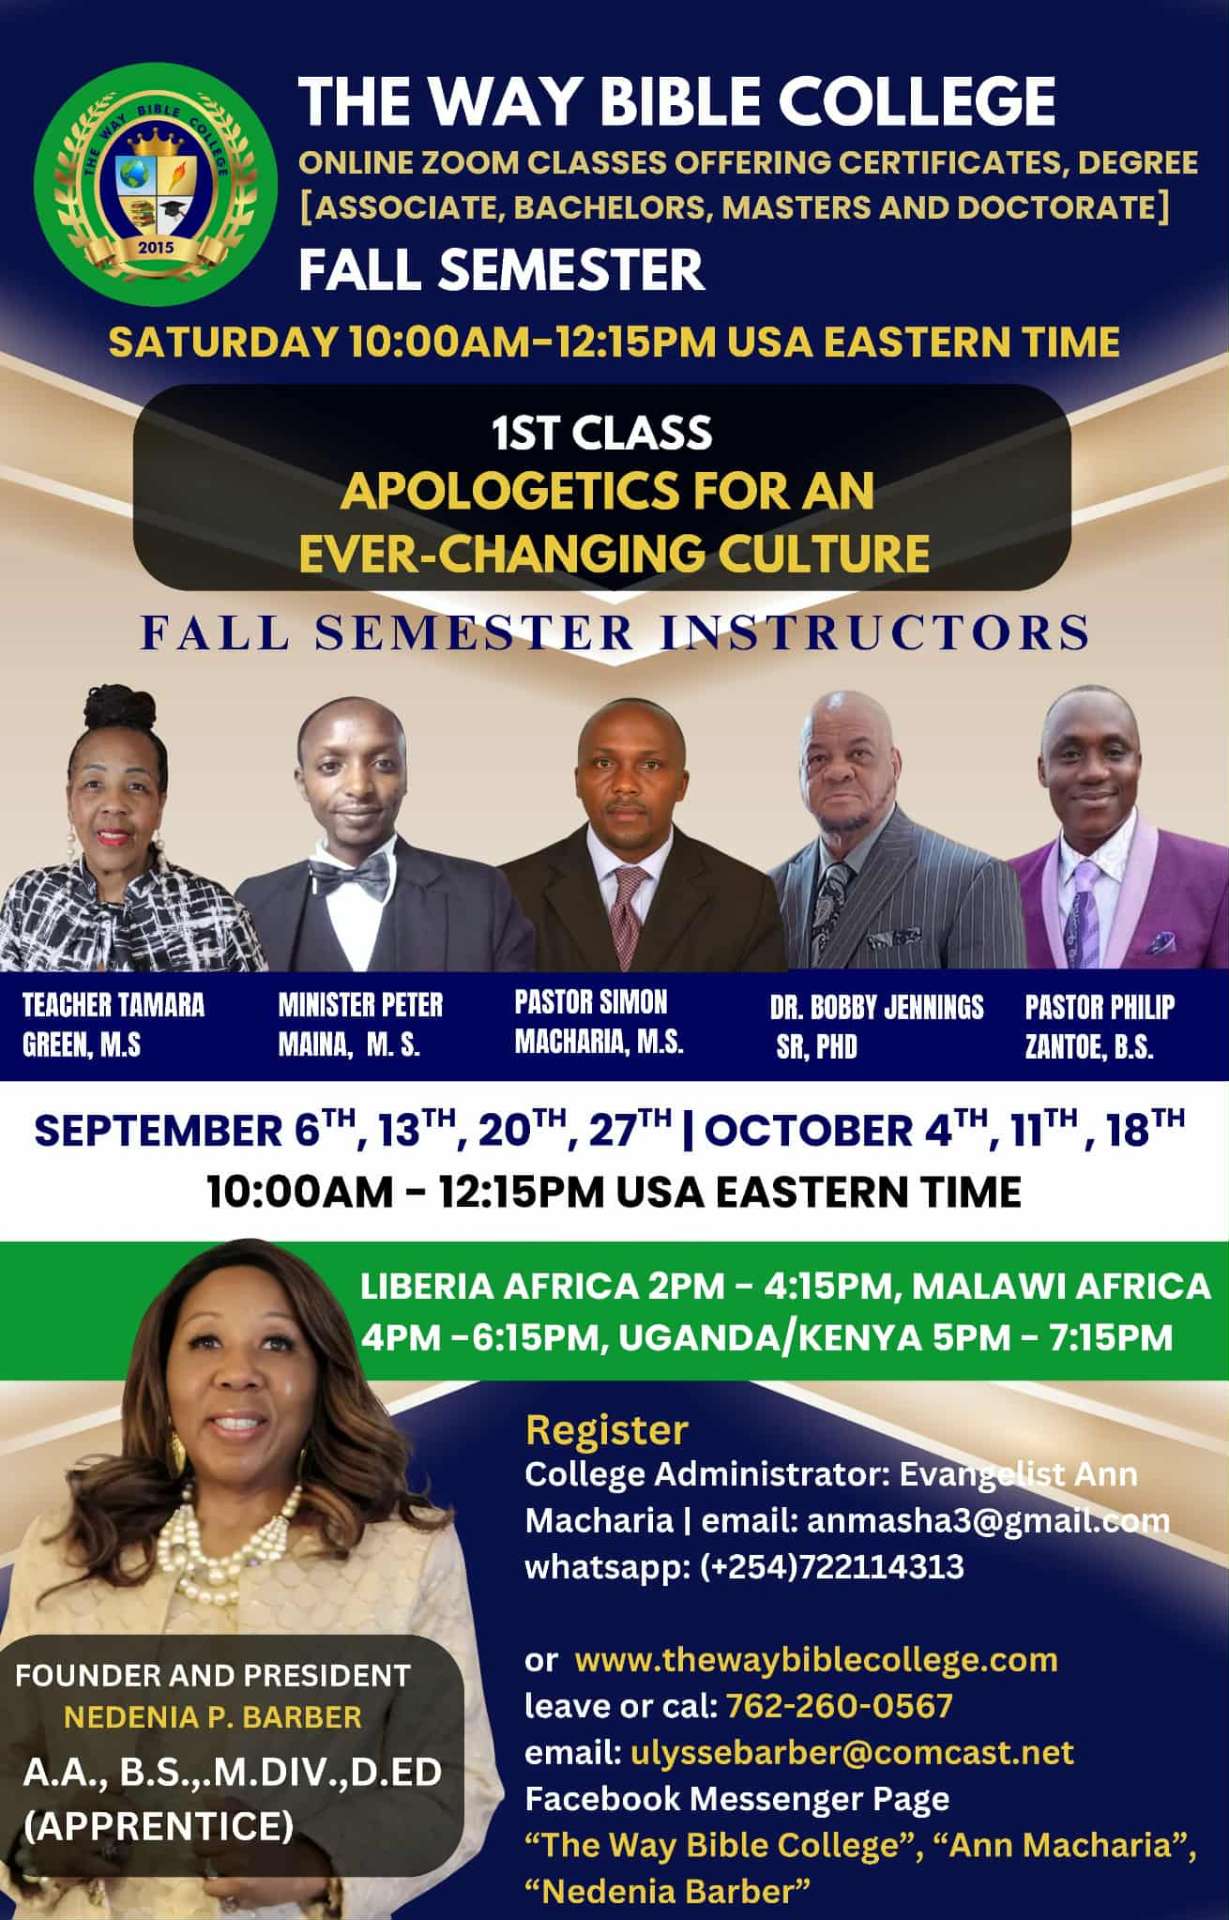 THE WAY BIBLE COLLEGE
2015
THE WAY BIBLE COLLEGE
ONLINE ZOOM CLASSES OFFERING CERTIFICATES, DEGREE
[ASSOCIATE, BACHELORS, MASTERS AND DOCTORATE]
FALL SEMESTER
SATURDAY 10:00AM-12:15PM USA EASTERN TIME
1ST CLASS
APOLOGETICS FOR AN
EVER-CHANGING CULTURE
FALL SEMESTER INSTRUCTORS
TEACHER TAMARA
GREEN, M.S
MINISTER PETER
MAINA, M. S.
PASTOR SIMON
MACHARIA, M.S.
DR. BOBBY JENNINGS
SR, PHD
PASTOR PHILIP
ZANTOE, B.S.
SEPTEMBER 6TH, 13TH, 20TH, 27TH | OCTOBER 4TH, 11TH , 18TH
10:00AM - 12:15PM USA EASTERN TIME
LIBERIA AFRICA 2PM - 4:15PM, MALAWI AFRICA
4PM -6:15PM, UGANDA/KENYA 5PM - 7:15PM
Register
College Administrator: Evangelist Ann
Macharia | email: anmasha3@gmail.com
whatsapp: (+254)722114313
or www.thewaybiblecollege.com
leave or cal: 762-260-0567
email: ulyssebarber@comcast.net
Facebook Messenger Page
“The Way Bible College”, “Ann Macharia”,
“Nedenia Barber”
FOUNDER AND PRESIDENT
NEDENIA P. BARBER
A.A., B.S.,.M.DIV.,D.ED
(APPRENTICE)